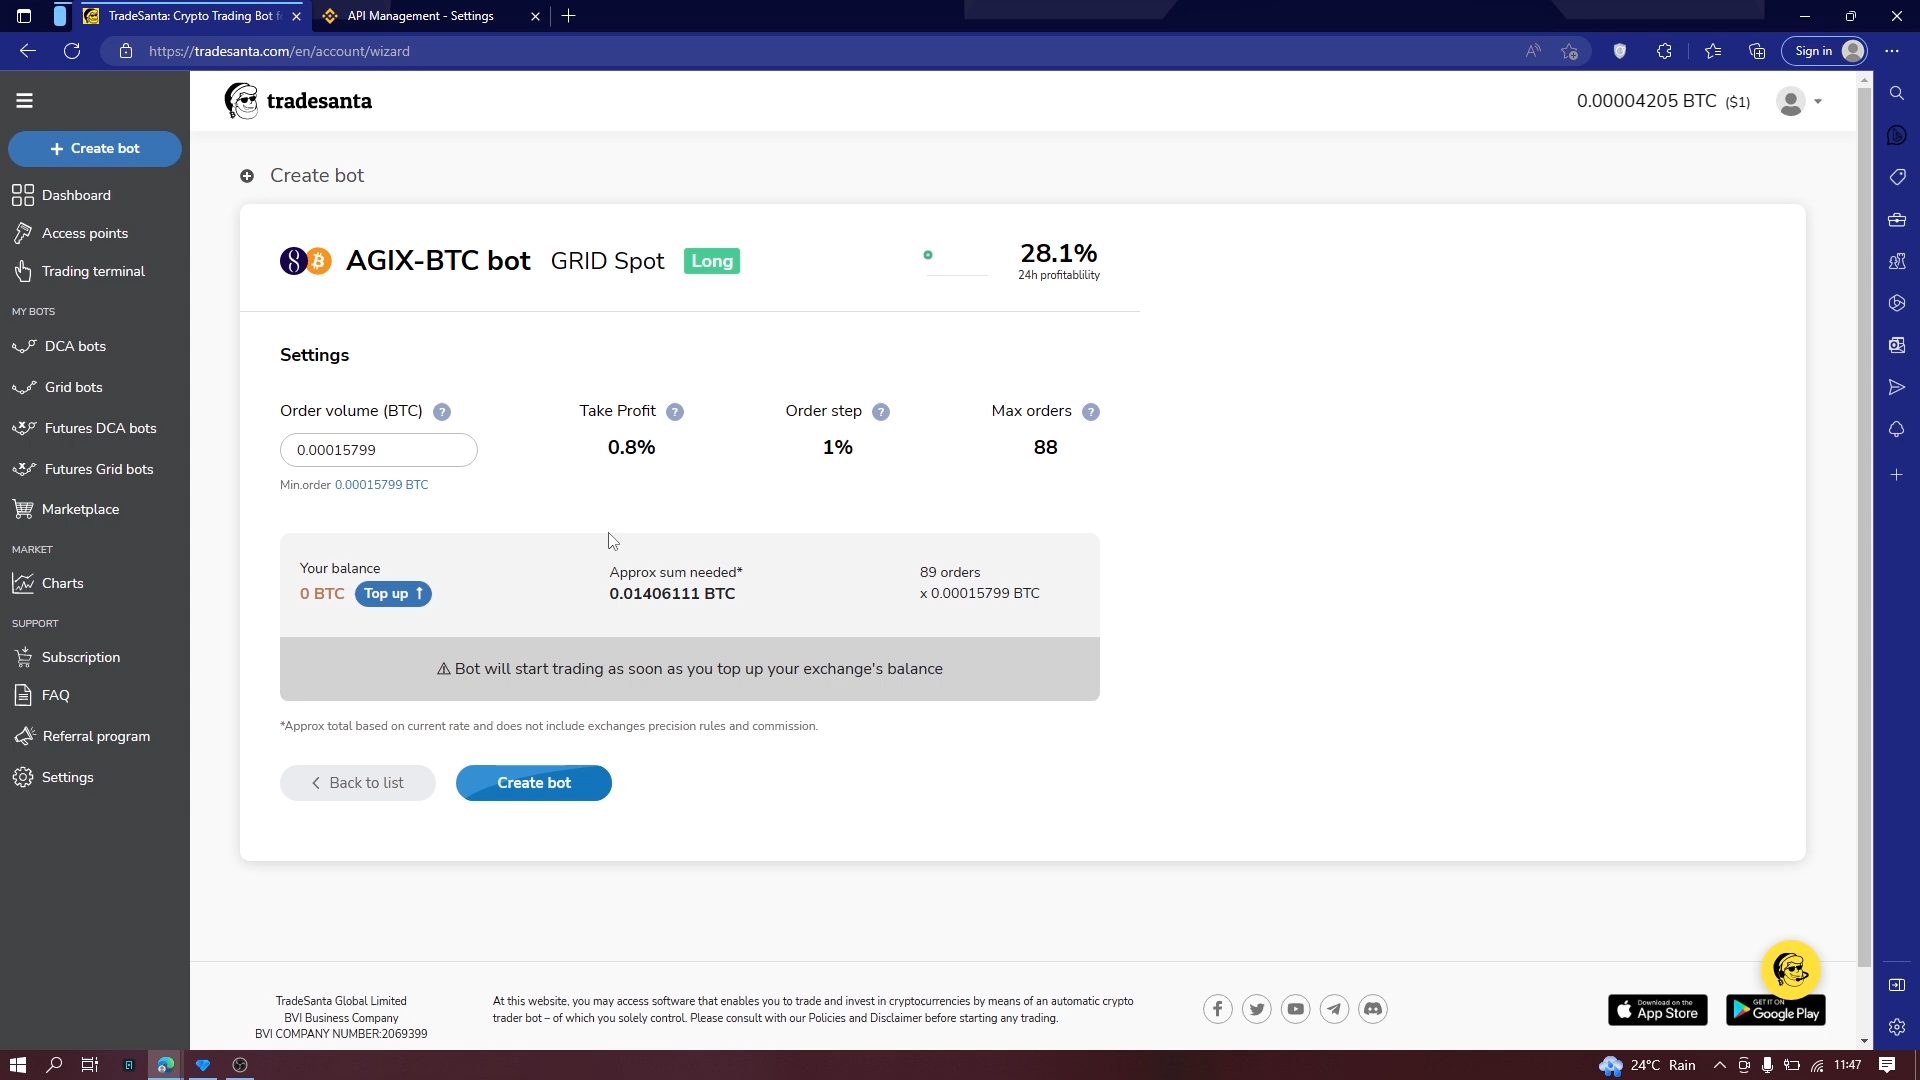 TradeSanta: Crypto Trading Bot f
API Management - Settings
https://tradesanta.com/en/account/wizard
Sign in
tradesanta
0.00004205 BTC ($1)
+ Create bot
Dashboard
Access points
Trading terminal
MY BOTS
DCA bots
Grid bots
Futures DCA bots
Futures Grid bots
Marketplace
MARKET
Charts
SUPPORT
Subscription
FAQ
Referral program
Settings
Create bot
AGIX-BTC bot GRID Spot Long
28.1%
24h profitablility
Settings
Order volume (BTC) ?
Take Profit ?
Order step ?
Max orders ?
0.00015799
0.8%
1%
88
Min.order 0.00015799 BTC
Your balance
0 BTC Top up ↑
Approx sum needed*
0.01406111 BTC
89 orders
x 0.00015799 BTC
⚠ Bot will start trading as soon as you top up your exchange's balance
*Approx total based on current rate and does not include exchanges precision rules and commission.
Back to list
Create bot
TradeSanta Global Limited
BVI Business Company
BVI COMPANY NUMBER:2069399
At this website, you may access software that enables you to trade and invest in cryptocurrencies by means of an automatic crypto
trader bot – of which you solely control. Please consult with our Policies and Disclaimer before starting any trading.
Download on the
App Store
GET IT ON
Google Play
24°C Rain
11:47